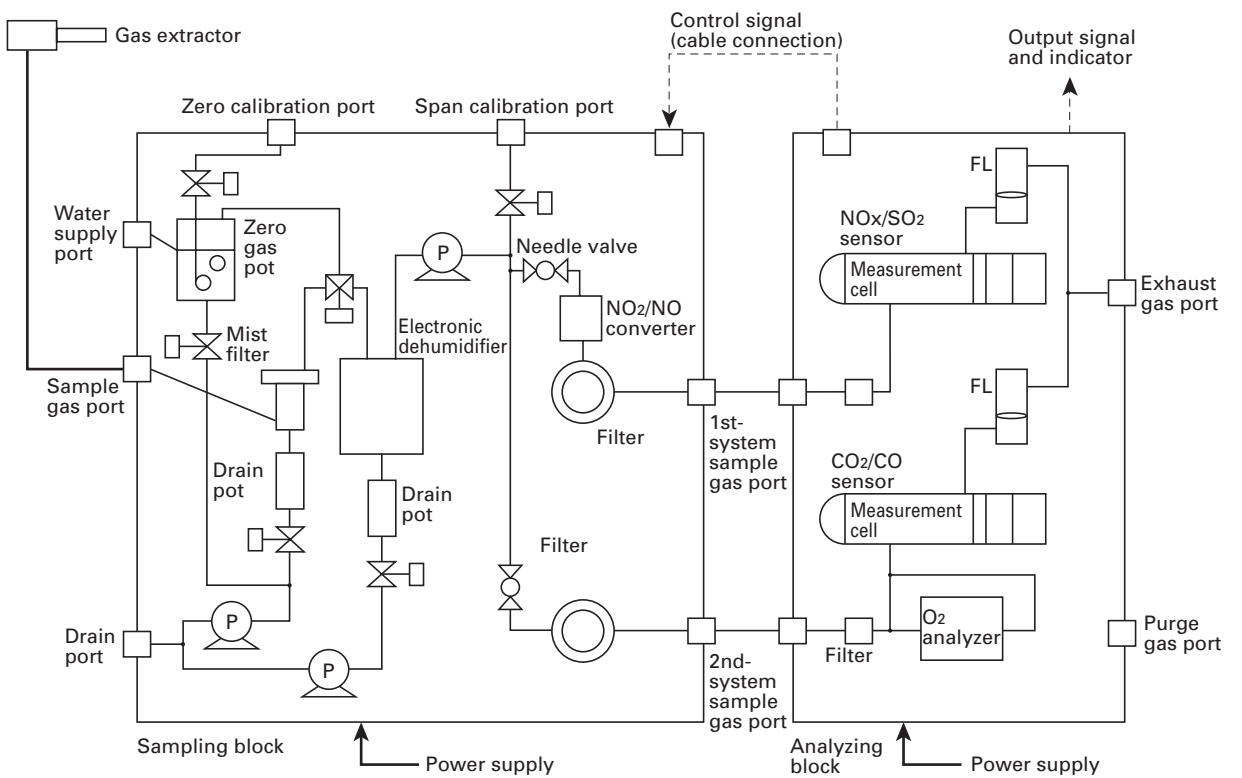 Gas extractor
Control signal
(cable connection)
Output signal
and indicator
Zero calibration port
Span calibration port
Water
supply
port
Zero
gas
pot
P
Needle valve
NO2/NO
converter
FL
NOx/SO2
sensor
Measurement
cell
Exhaust
gas port
Mist
filter
Electronic
dehumidifier
Sample
gas port
Filter
1st-
system
sample
gas port
FL
CO2/CO
sensor
Measurement
cell
Drain
pot
Drain
pot
Filter
Drain
port
P
P
2nd-
system
sample
gas port
Filter
O2
analyzer
Purge
gas port
Sampling block
Power supply
Analyzing
block
Power supply